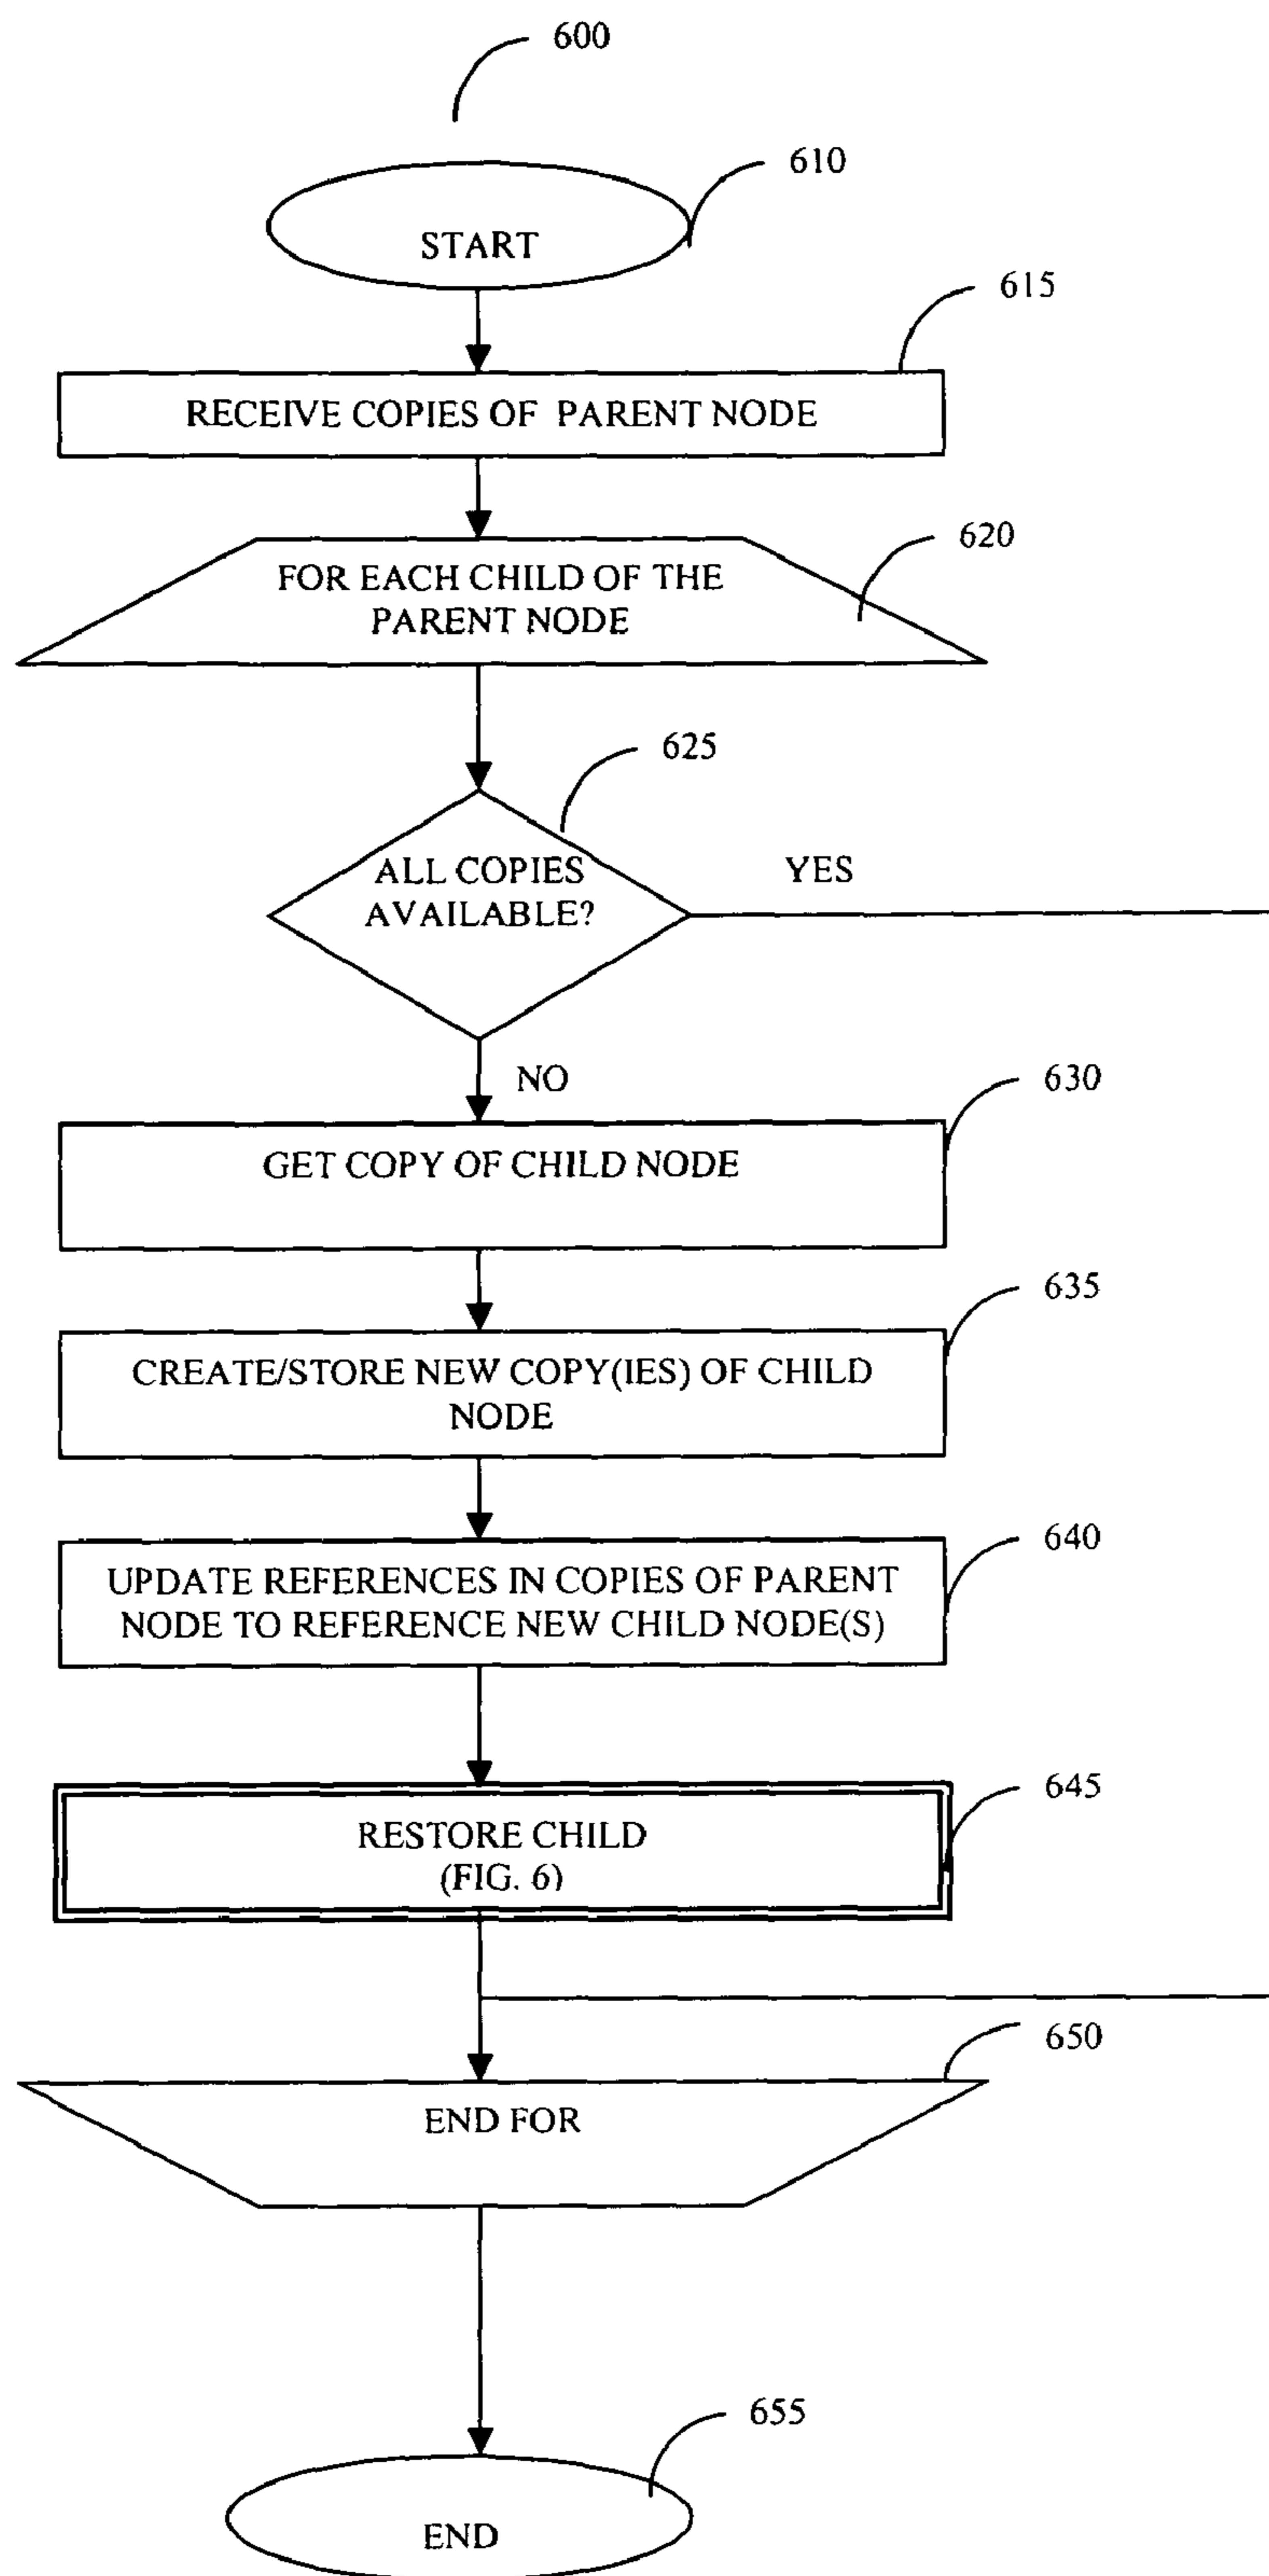 600
610
START
615
RECEIVE COPIES OF PARENT NODE
620
FOR EACH CHILD OF THE
PARENT NODE
625
ALL COPIES
AVAILABLE?
YES
NO
630
GET COPY OF CHILD NODE
635
CREATE/STORE NEW COPY(IES) OF CHILD
NODE
640
UPDATE REFERENCES IN COPIES OF PARENT
NODE TO REFERENCE NEW CHILD NODE(S)
645
RESTORE CHILD
(FIG. 6)
650
END FOR
655
END